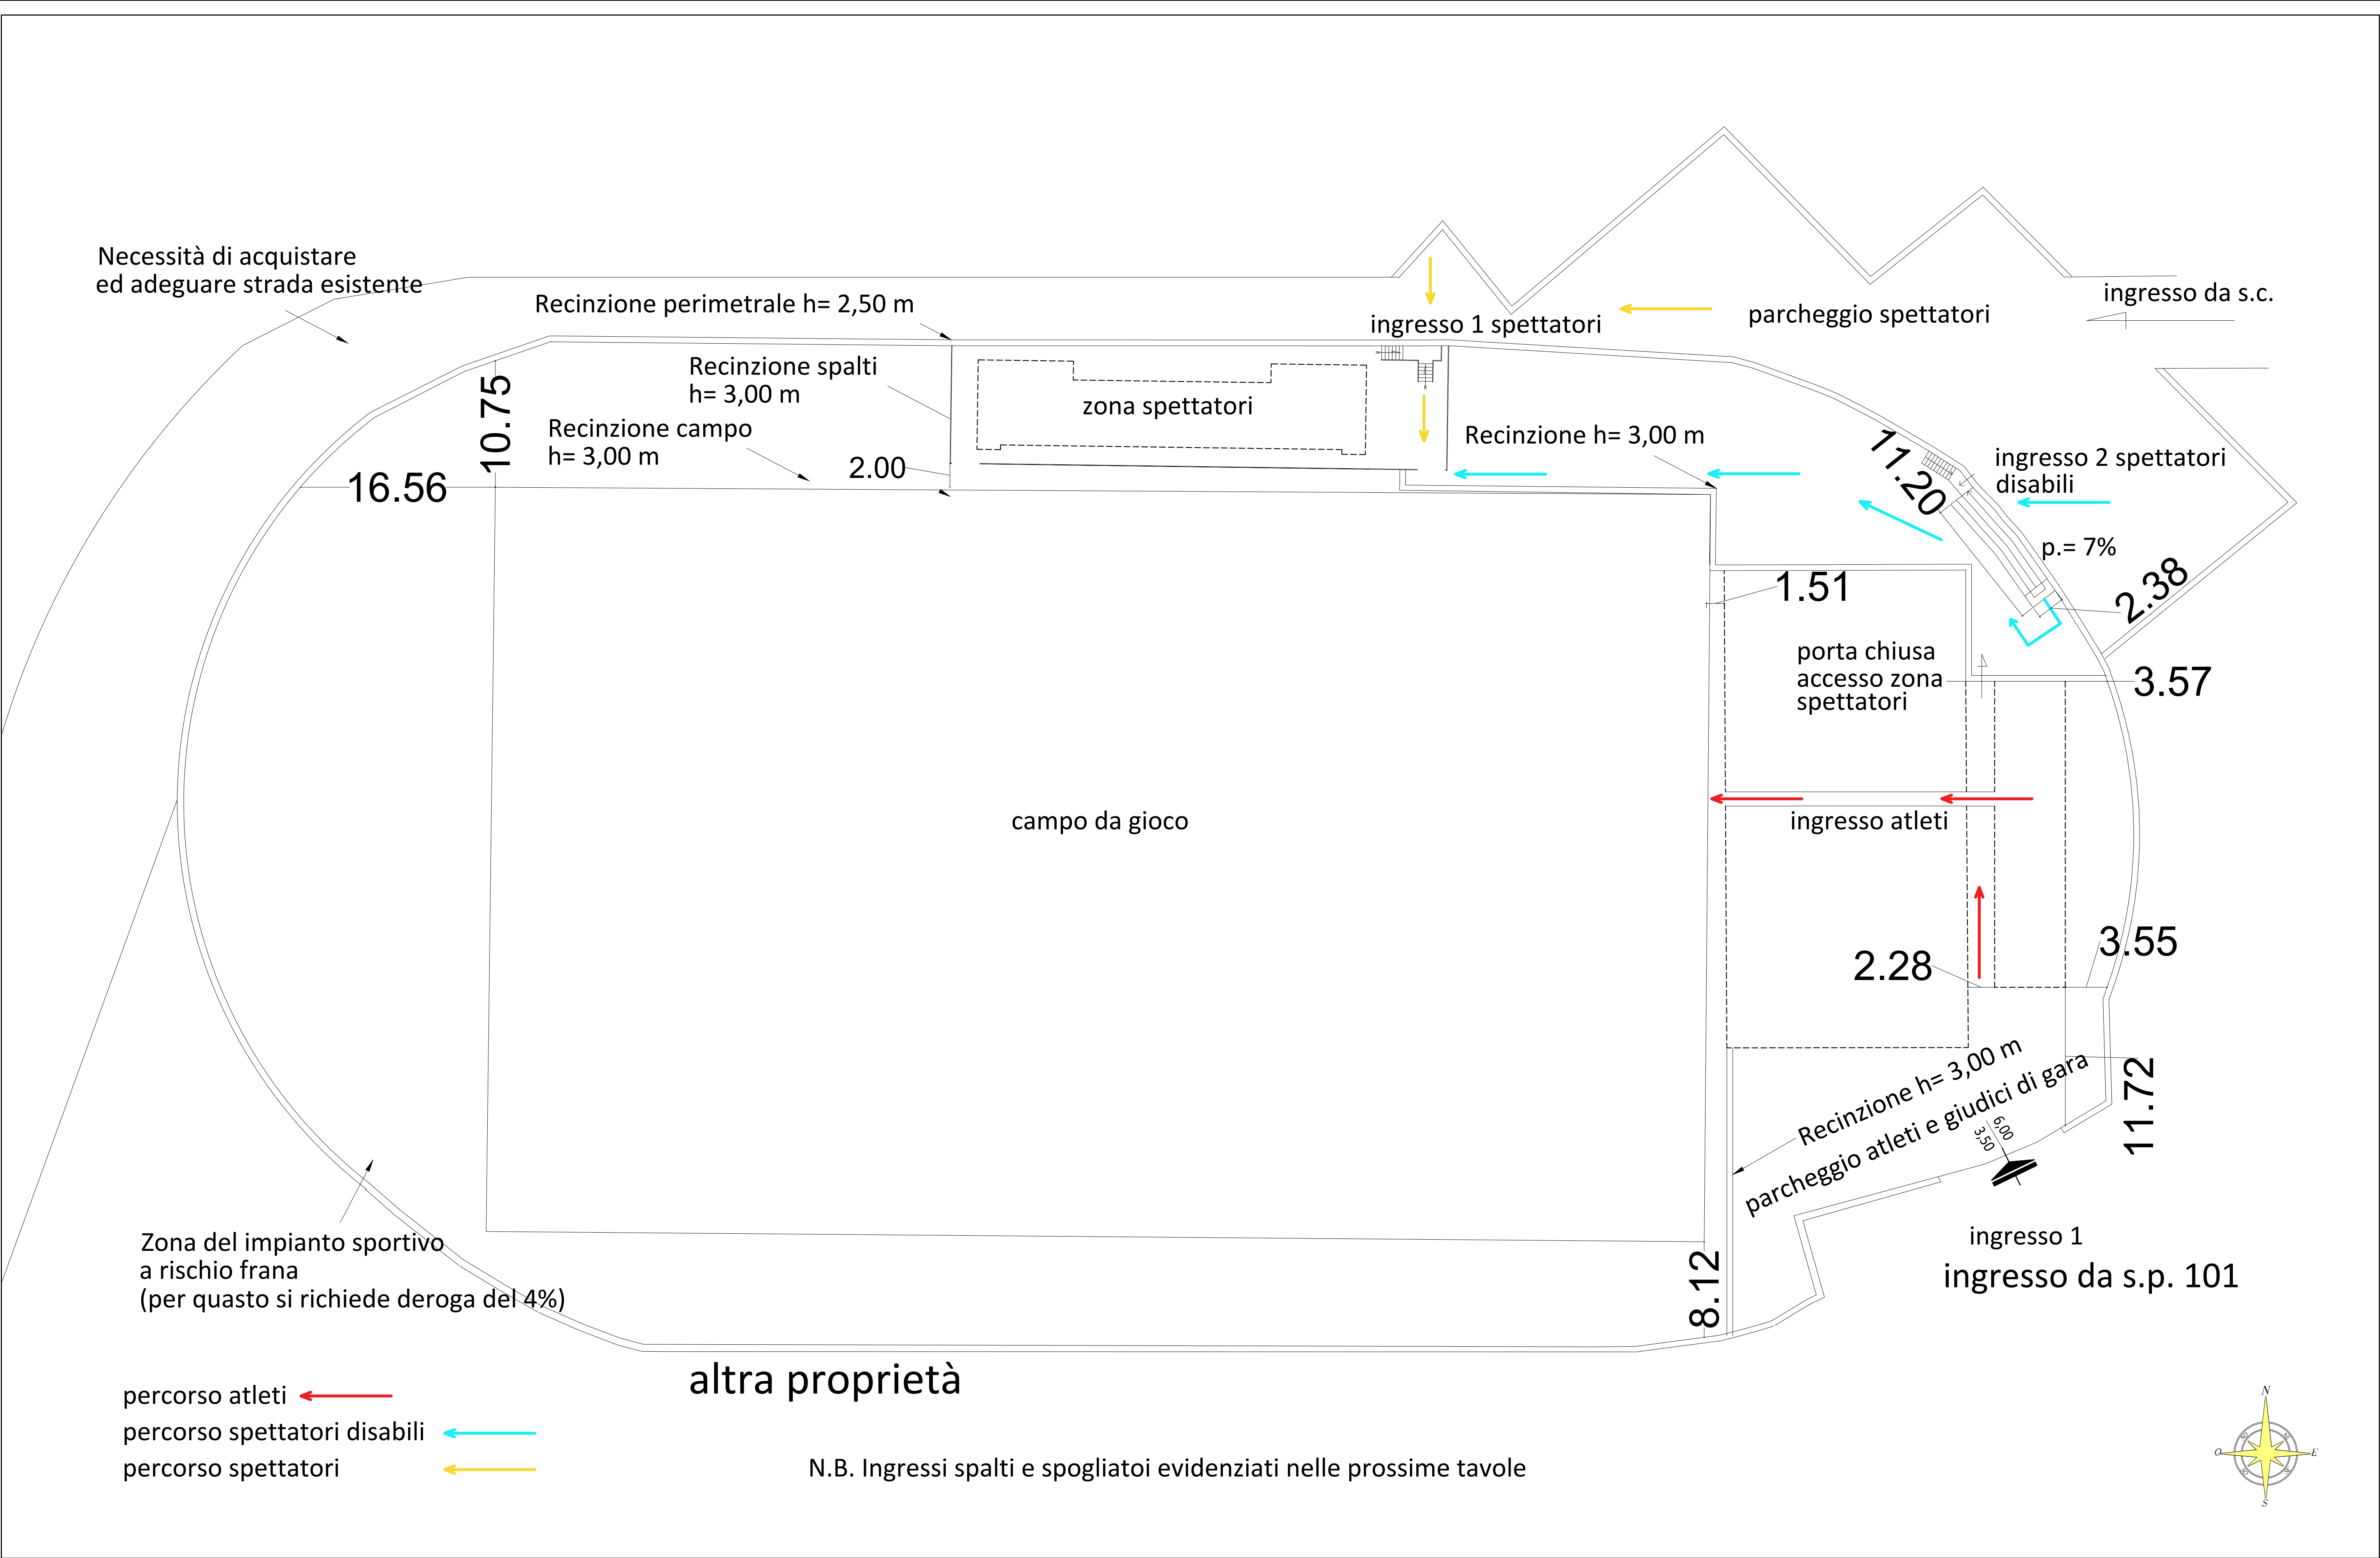 Necessità di acquistare
ed adeguare strada esistente
Recinzione perimetrale h= 2,50 m
ingresso 1 spettatori
parcheggio spettatori
ingresso da s.c.
Recinzione spalti
h= 3,00 m
zona spettatori
10.75
Recinzione campo
h= 3,00 m
2.00
16.56
Recinzione h= 3,00 m
11.20
ingresso 2 spettatori
disabili
p.= 7%
2.38
1.51
porta chiusa
accesso zona
spettatori
3.57
campo da gioco
ingresso atleti
3.55
2.28
Recinzione h= 3,00 m
parcheggio atleti e giudici di gara
6,00
3,50
11.72
ingresso 1
ingresso da s.p. 101
8.12
Zona del impianto sportivo
a rischio frana
(per quasto si richiede deroga del 4%)
altra proprietà
percorso atleti
percorso spettatori disabili
percorso spettatori
N.B. Ingressi spalti e spogliatoi evidenziati nelle prossime tavole
N
O
E
S